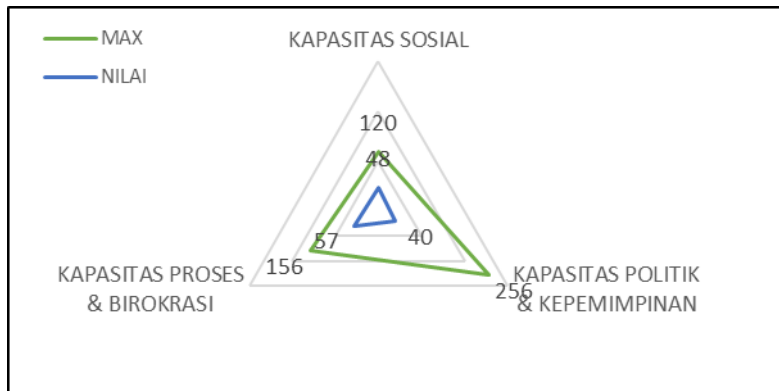 MAX
NILAI
KAPASITAS SOSIAL
120
48
40
57
156
KAPASITAS PROSES
& BIROKRASI
KAPASITAS POLITIK
& KEPEMIMPINAN
256